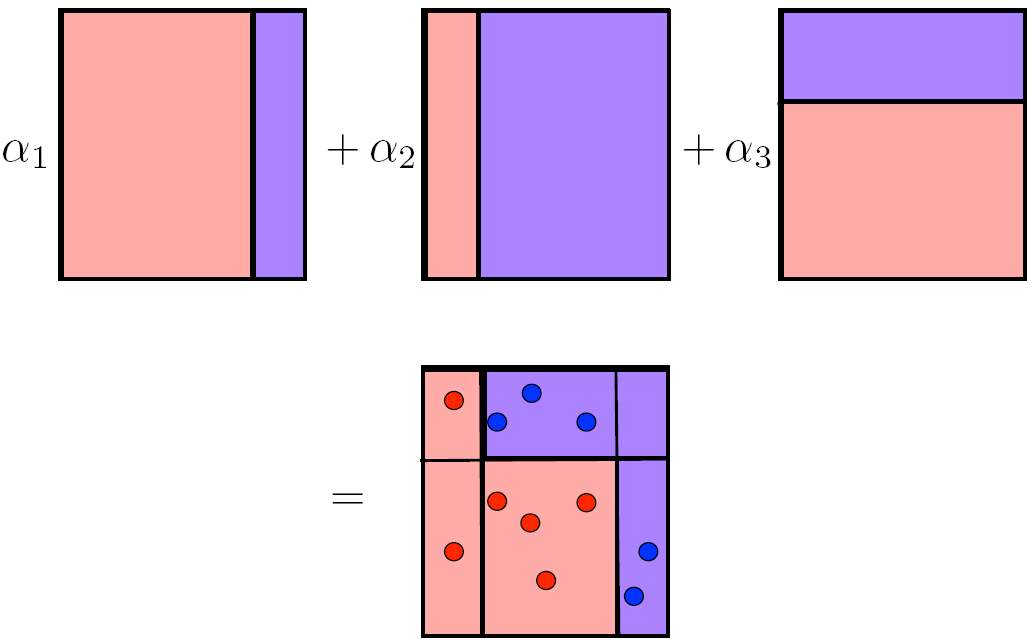 α₁ + α₂ + α₃
=